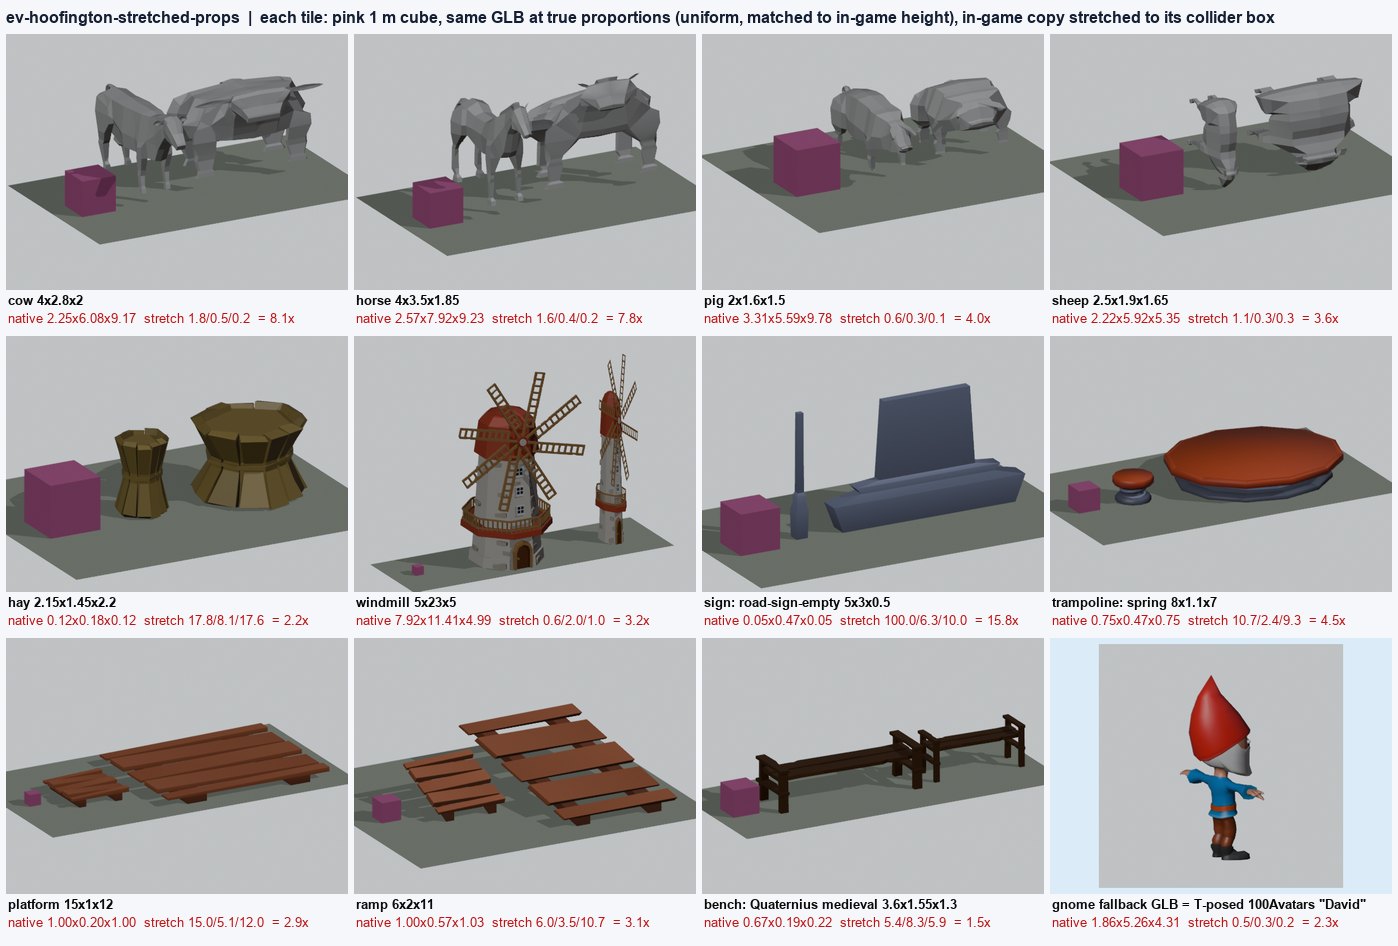 ev-hoofington-stretched-props | each tile: pink 1 m cube, same GLB at true proportions (uniform, matched to in-game height), in-game copy stretched to its collider box
cow 4x2.8x2
native 2.25x6.08x9.17 stretch 1.8/0.5/0.2 = 8.1x
horse 4x3.5x1.85
native 2.57x7.92x9.23 stretch 1.6/0.4/0.2 = 7.8x
pig 2x1.6x1.5
native 3.31x5.59x9.78 stretch 0.6/0.3/0.1 = 4.0x
sheep 2.5x1.9x1.65
native 2.22x5.92x5.35 stretch 1.1/0.3/0.3 = 3.6x
hay 2.15x1.45x2.2
native 0.12x0.18x0.12 stretch 17.8/8.1/17.6 = 2.2x
windmill 5x23x5
native 7.92x11.41x4.99 stretch 0.6/2.0/1.0 = 3.2x
sign: road-sign-empty 5x3x0.5
native 0.05x0.47x0.05 stretch 100.0/6.3/10.0 = 15.8x
trampoline: spring 8x1.1x7
native 0.75x0.47x0.75 stretch 10.7/2.4/9.3 = 4.5x
platform 15x1x12
native 1.00x0.20x1.00 stretch 15.0/5.1/12.0 = 2.9x
ramp 6x2x11
native 1.00x0.57x1.03 stretch 6.0/3.5/10.7 = 3.1x
bench: Quaternius medieval 3.6x1.55x1.3
native 0.67x0.19x0.22 stretch 5.4/8.3/5.9 = 1.5x
gnome fallback GLB = T-posed 100Avatars "David"
native 1.86x5.26x4.31 stretch 0.5/0.3/0.2 = 2.3x